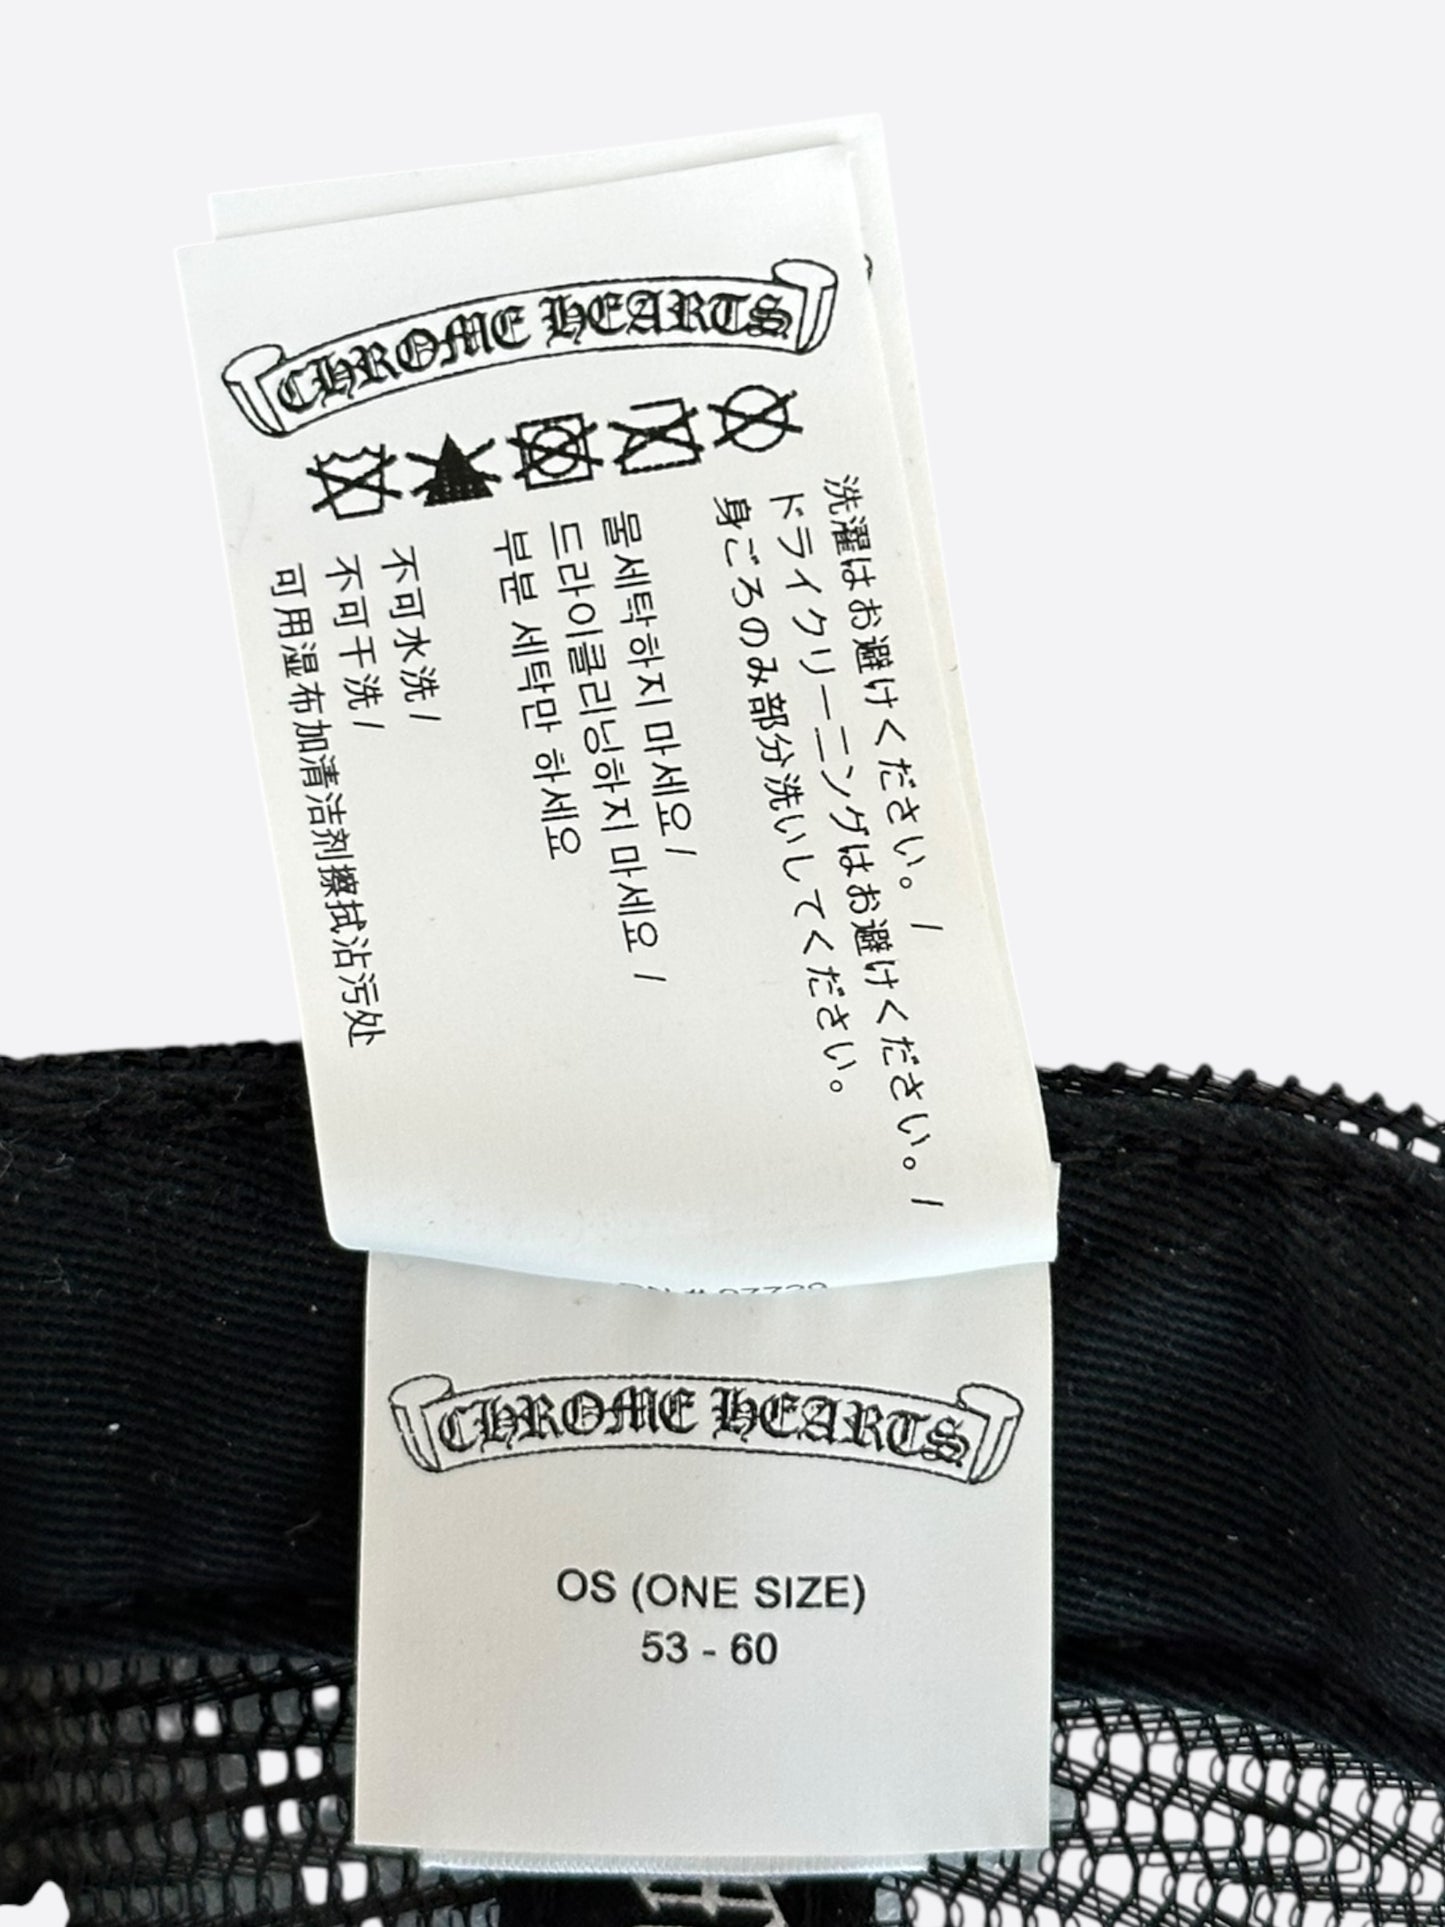 CHROME HEARTS
洗濯はお避けください。/
ドライクリーニングはお避けください。/
身ごろのみ部分洗いしてください。
물세탁하지 마세요 /
드라이클리닝하지 마세요 /
부분 세탁만 하세요
不可水洗 /
不可干洗 /
可用湿布加清洁剂擦拭沾污处
CHROME HEARTS
OS (ONE SIZE)
53 - 60